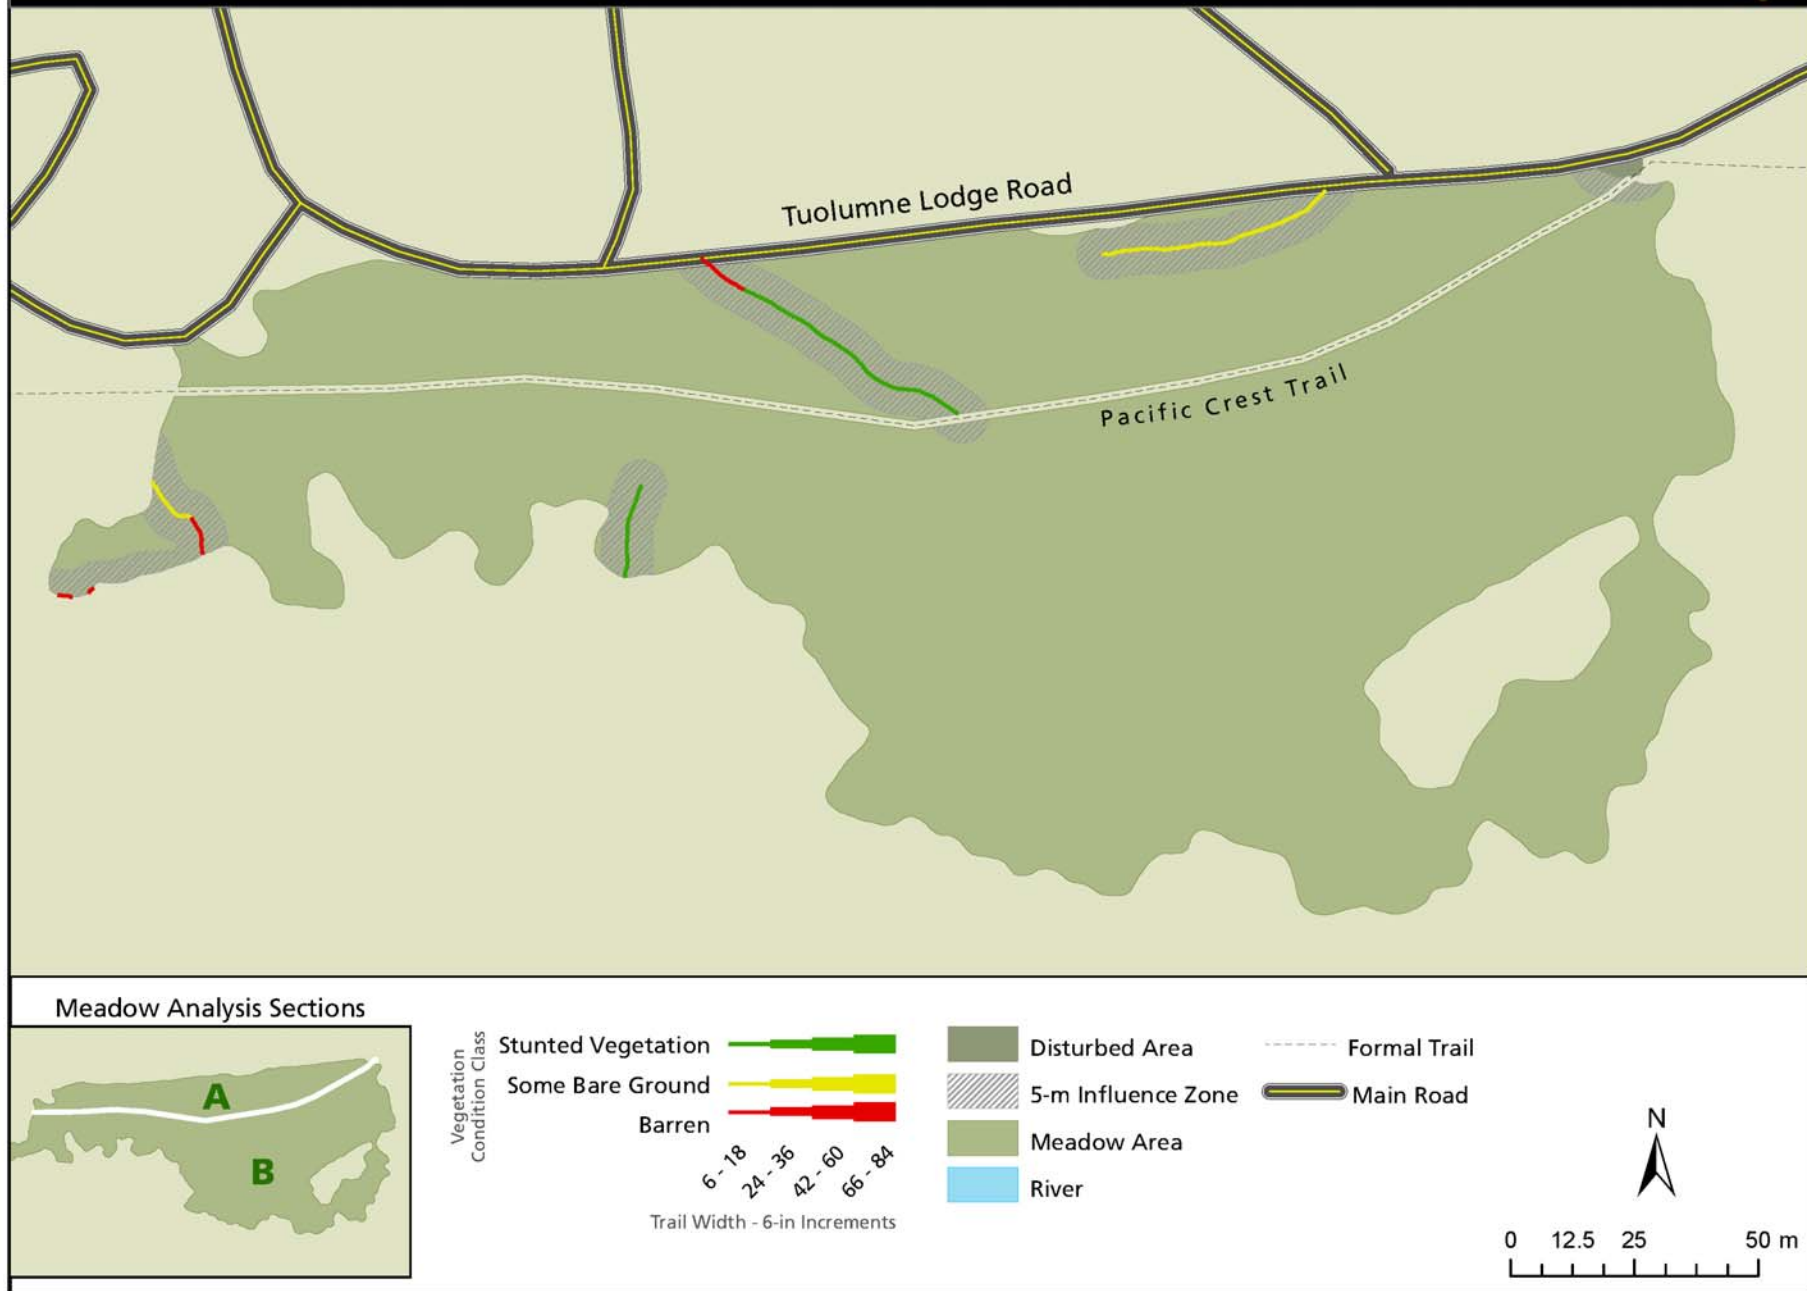 Tuolumne Lodge Road
Pacific Crest Trail
Meadow Analysis Sections
A
B
Vegetation
Condition Class
Stunted Vegetation
Some Bare Ground
Barren
6 - 18
24 - 36
42 - 60
66 - 84
Trail Width - 6-in Increments
Disturbed Area
5-m Influence Zone
Meadow Area
River
Formal Trail
Main Road
N
0 12.5 25 50 m